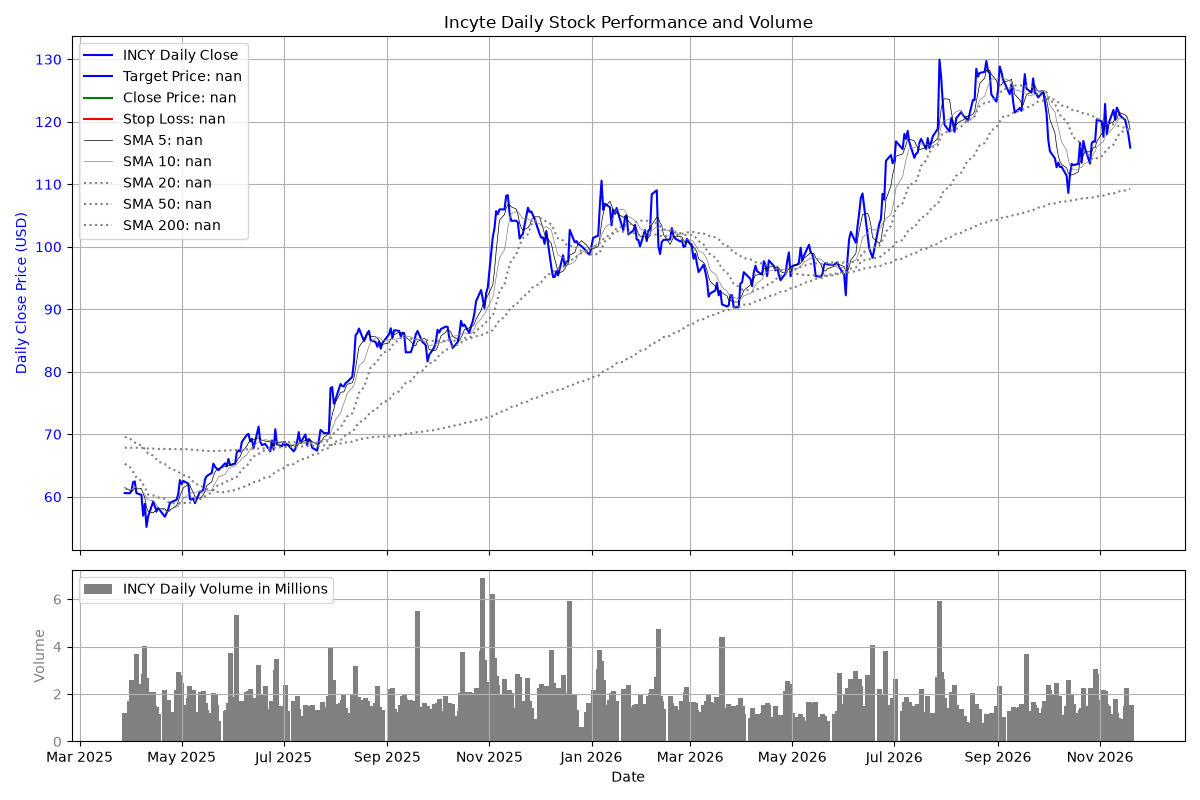 Incyte Daily Stock Performance and Volume
INCY Daily Close
Target Price: nan
Close Price: nan
Stop Loss: nan
SMA 5: nan
SMA 10: nan
SMA 20: nan
SMA 50: nan
SMA 200: nan
130
120
110
100
90
80
70
60
Daily Close Price (USD)
INCY Daily Volume in Millions
6
4
2
0
Volume
Mar 2025
May 2025
Jul 2025
Sep 2025
Nov 2025
Jan 2026
Mar 2026
May 2026
Jul 2026
Sep 2026
Nov 2026
Date